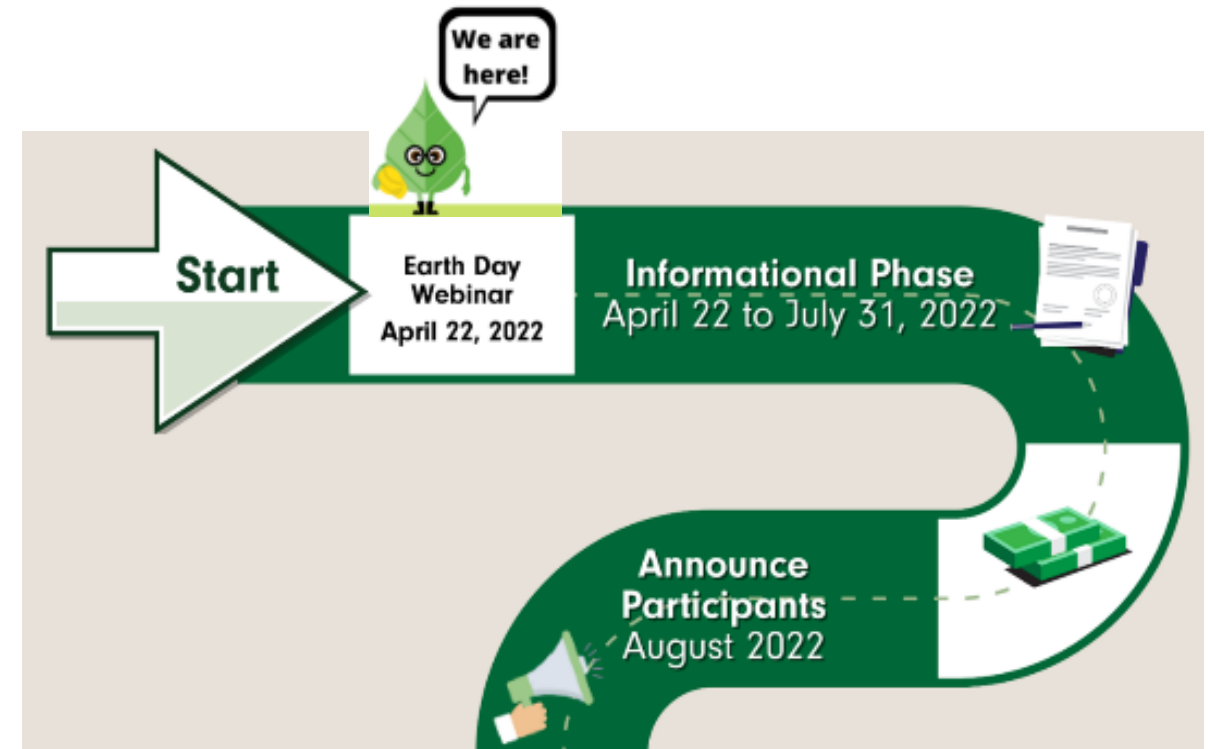 We are
here!
Start
Earth Day
Webinar
April 22, 2022
Informational Phase
April 22 to July 31, 2022
Announce
Participants
August 2022